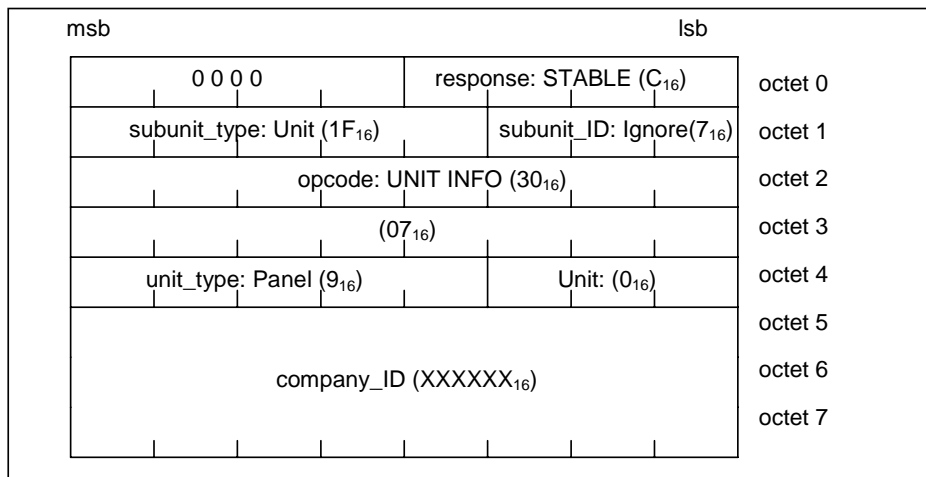 msb lsb
0 0 0 0 response: STABLE (C₁₆) octet 0
subunit_type: Unit (1F₁₆) subunit_ID: Ignore(7₁₆) octet 1
opcode: UNIT INFO (30₁₆) octet 2
(07₁₆) octet 3
unit_type: Panel (9₁₆) Unit: (0₁₆) octet 4
octet 5
company_ID (XXXXXX₁₆) octet 6
octet 7